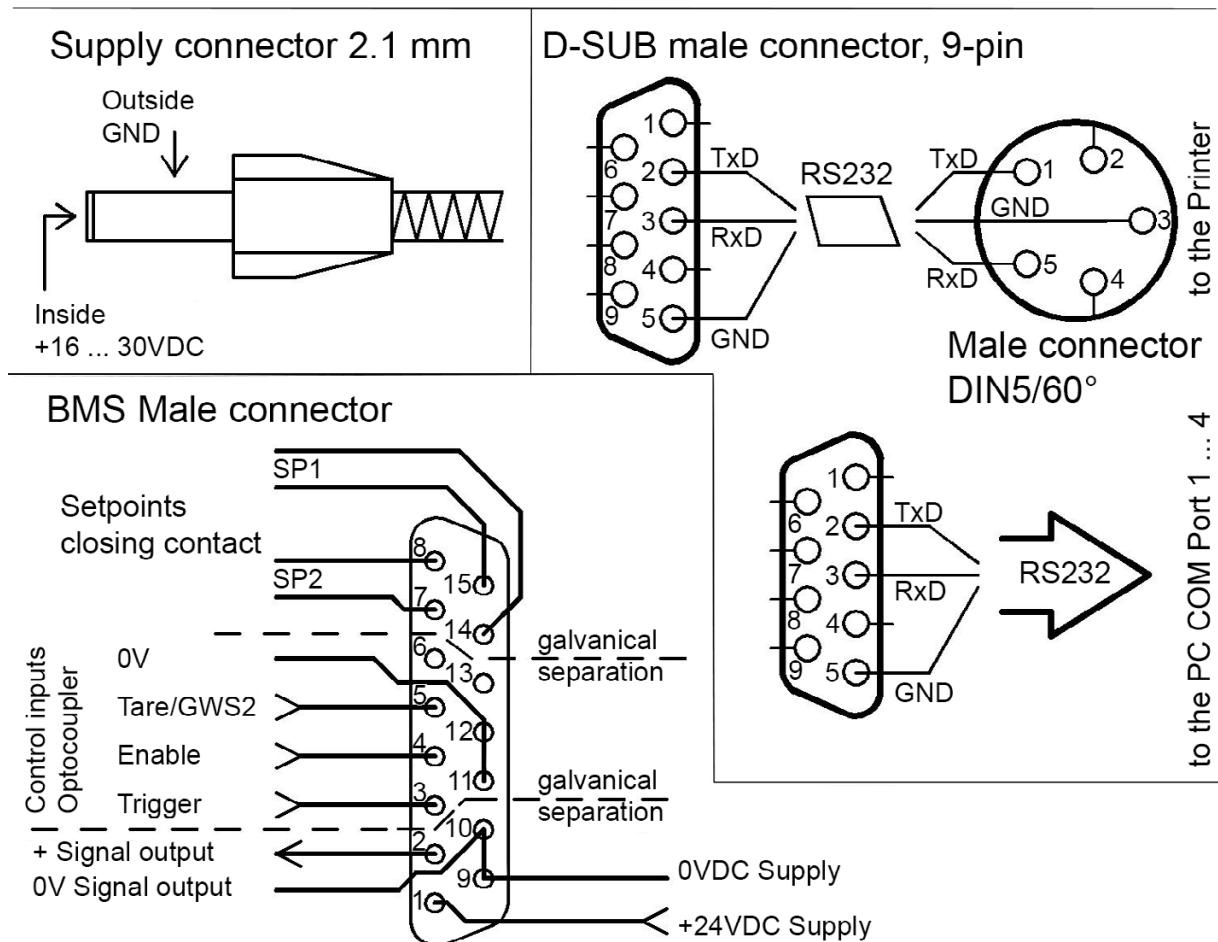 Supply connector 2.1 mm
Outside
GND
Inside
+16 ... 30VDC
D-SUB male connector, 9-pin
1
6
2
TxD
7
3
RxD
8
4
9
5
GND
RS232
TxD
1
2
GND
3
RxD
5
4
to the Printer
Male connector
DIN5/60°
1
6
2
TxD
7
3
RxD
8
4
9
5
GND
RS232
to the PC COM Port 1 ... 4
BMS Male connector
SP1
Setpoints
closing contact
SP2
8
15
7
14
6
13
5
12
4
11
3
10
2
9
1
galvanical
separation
Control inputs
Optocoupler
0V
Tare/GWS2
Enable
Trigger
galvanical
separation
+ Signal output
0V Signal output
0VDC Supply
+24VDC Supply